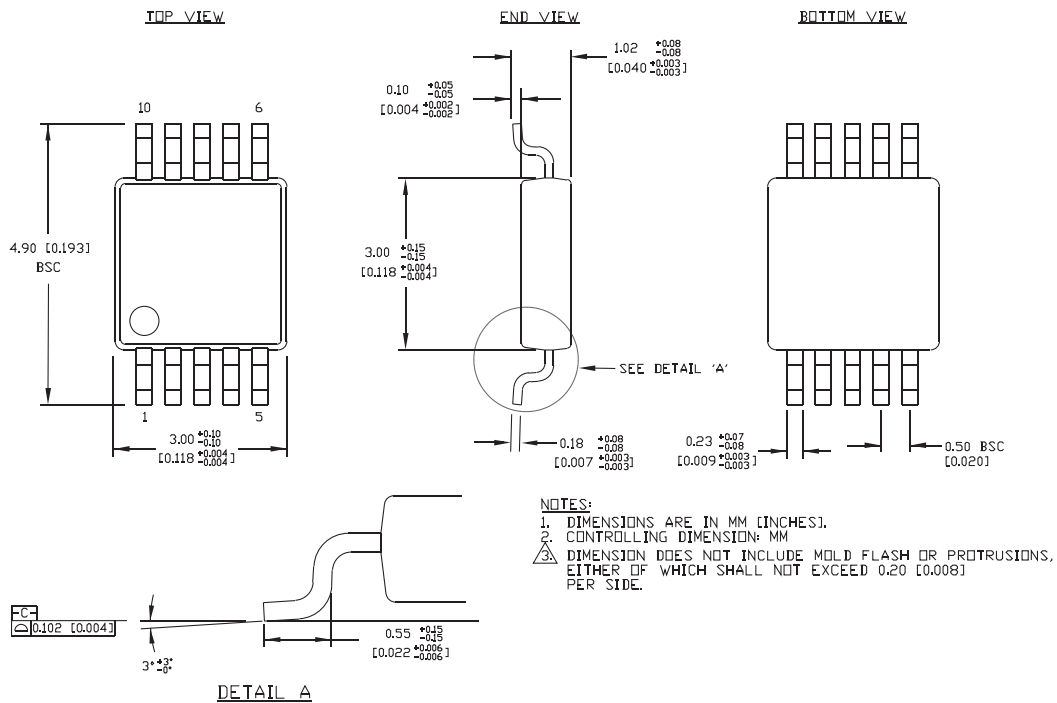 TOP VIEW
END VIEW
BOTTOM VIEW
1.02 +0.08 -0.08
[0.040 +0.003 -0.003]
0.10 +0.05 -0.05
[0.004 +0.002 -0.002]
10 6
4.90 [0.193]
BSC
3.00 +0.15 -0.15
[0.118 +0.004 -0.004]
SEE DETAIL 'A'
1 5
3.00 +0.10 -0.10
[0.118 +0.004 -0.004]
0.18 +0.08 -0.08
[0.007 +0.003 -0.003]
0.23 +0.07 -0.08
[0.009 +0.003 -0.003]
0.50 BSC
[0.020]
NOTES:
1. DIMENSIONS ARE IN MM [INCHES].
2. CONTROLLING DIMENSION: MM
3. DIMENSION DOES NOT INCLUDE MOLD FLASH OR PROTRUSIONS,
EITHER OF WHICH SHALL NOT EXCEED 0.20 [0.008]
PER SIDE.
-C-
0.102 [0.004]
3° +3° -0°
0.55 +0.15 -0.15
[0.022 +0.006 -0.006]
DETAIL A